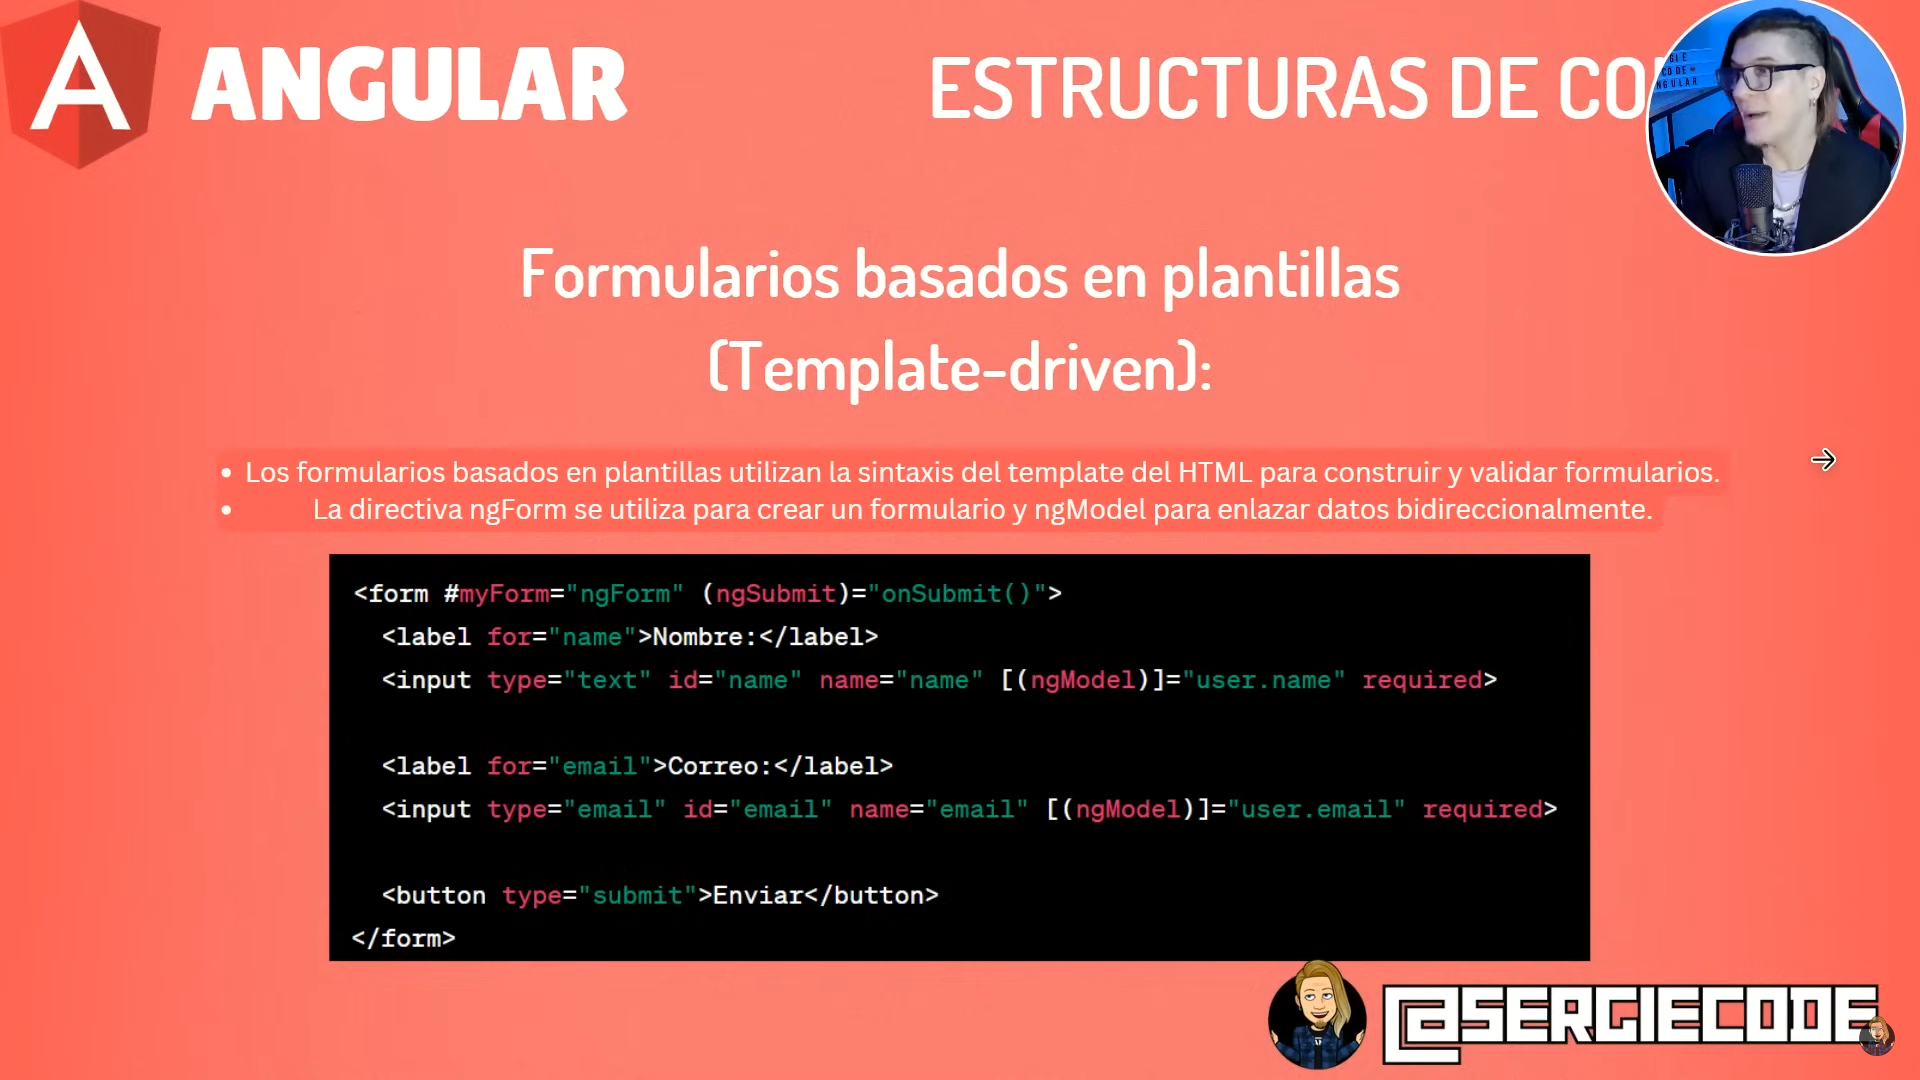 ANGULAR
ESTRUCTURAS DE CO
Formularios basados en plantillas
(Template-driven):
• Los formularios basados en plantillas utilizan la sintaxis del template del HTML para construir y validar formularios.
• La directiva ngForm se utiliza para crear un formulario y ngModel para enlazar datos bidireccionalmente.
<form #myForm="ngForm" (ngSubmit)="onSubmit()">
<label for="name">Nombre:</label>
<input type="text" id="name" name="name" [(ngModel)]="user.name" required>
<label for="email">Correo:</label>
<input type="email" id="email" name="email" [(ngModel)]="user.email" required>
<button type="submit">Enviar</button>
</form>
@SERGIECODE